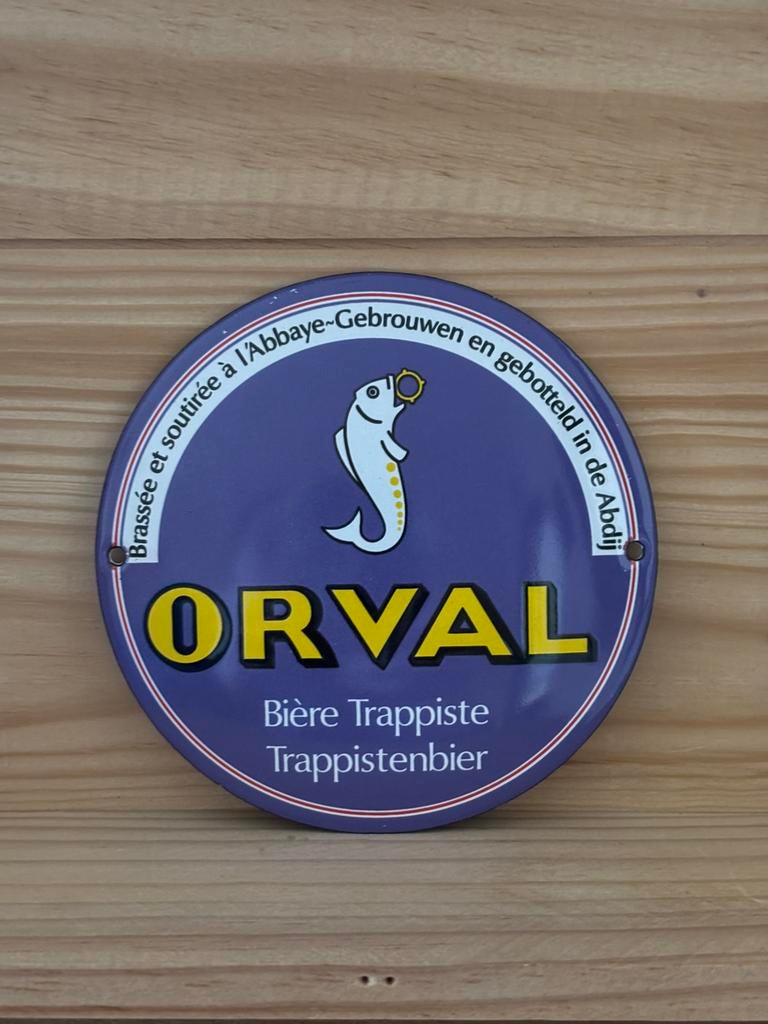 Brassée et soutirée à l'Abbaye~Gebrouwen en gebotteld in de Abdij
ORVAL
Bière Trappiste
Trappistenbier